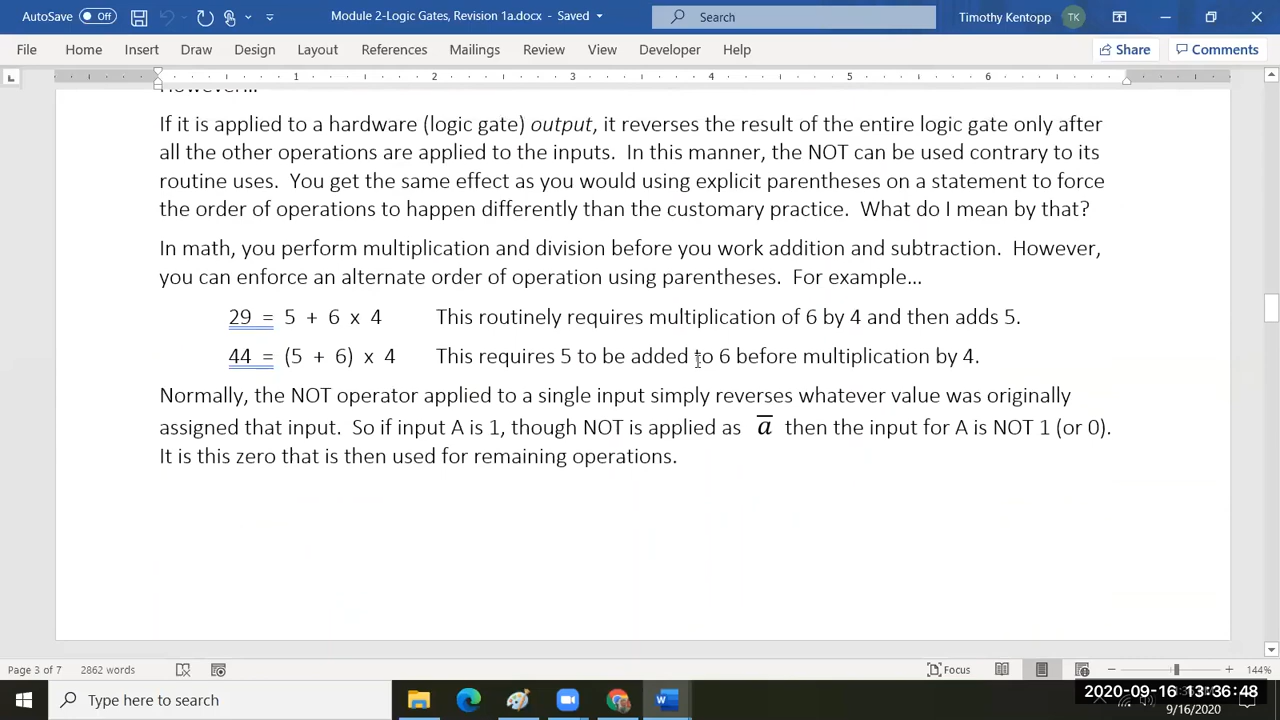 AutoSave Off Module 2-Logic Gates, Revision 1a.docx - Saved Search Timothy Kentopp TK
File Home Insert Draw Design Layout References Mailings Review View Developer Help Share Comments
1 2 3 4 5 6
However…
If it is applied to a hardware (logic gate) output, it reverses the result of the entire logic gate only after
all the other operations are applied to the inputs. In this manner, the NOT can be used contrary to its
routine uses. You get the same effect as you would using explicit parentheses on a statement to force
the order of operations to happen differently than the customary practice. What do I mean by that?
In math, you perform multiplication and division before you work addition and subtraction. However,
you can enforce an alternate order of operation using parentheses. For example…
29 = 5 + 6 x 4 This routinely requires multiplication of 6 by 4 and then adds 5.
44 = (5 + 6) x 4 This requires 5 to be added to 6 before multiplication by 4.
Normally, the NOT operator applied to a single input simply reverses whatever value was originally
assigned that input. So if input A is 1, though NOT is applied as a̅ then the input for A is NOT 1 (or 0).
It is this zero that is then used for remaining operations.
Page 3 of 7 2862 words Focus 144%
Type here to search 2020-09-16 13:36:48
9/16/2020